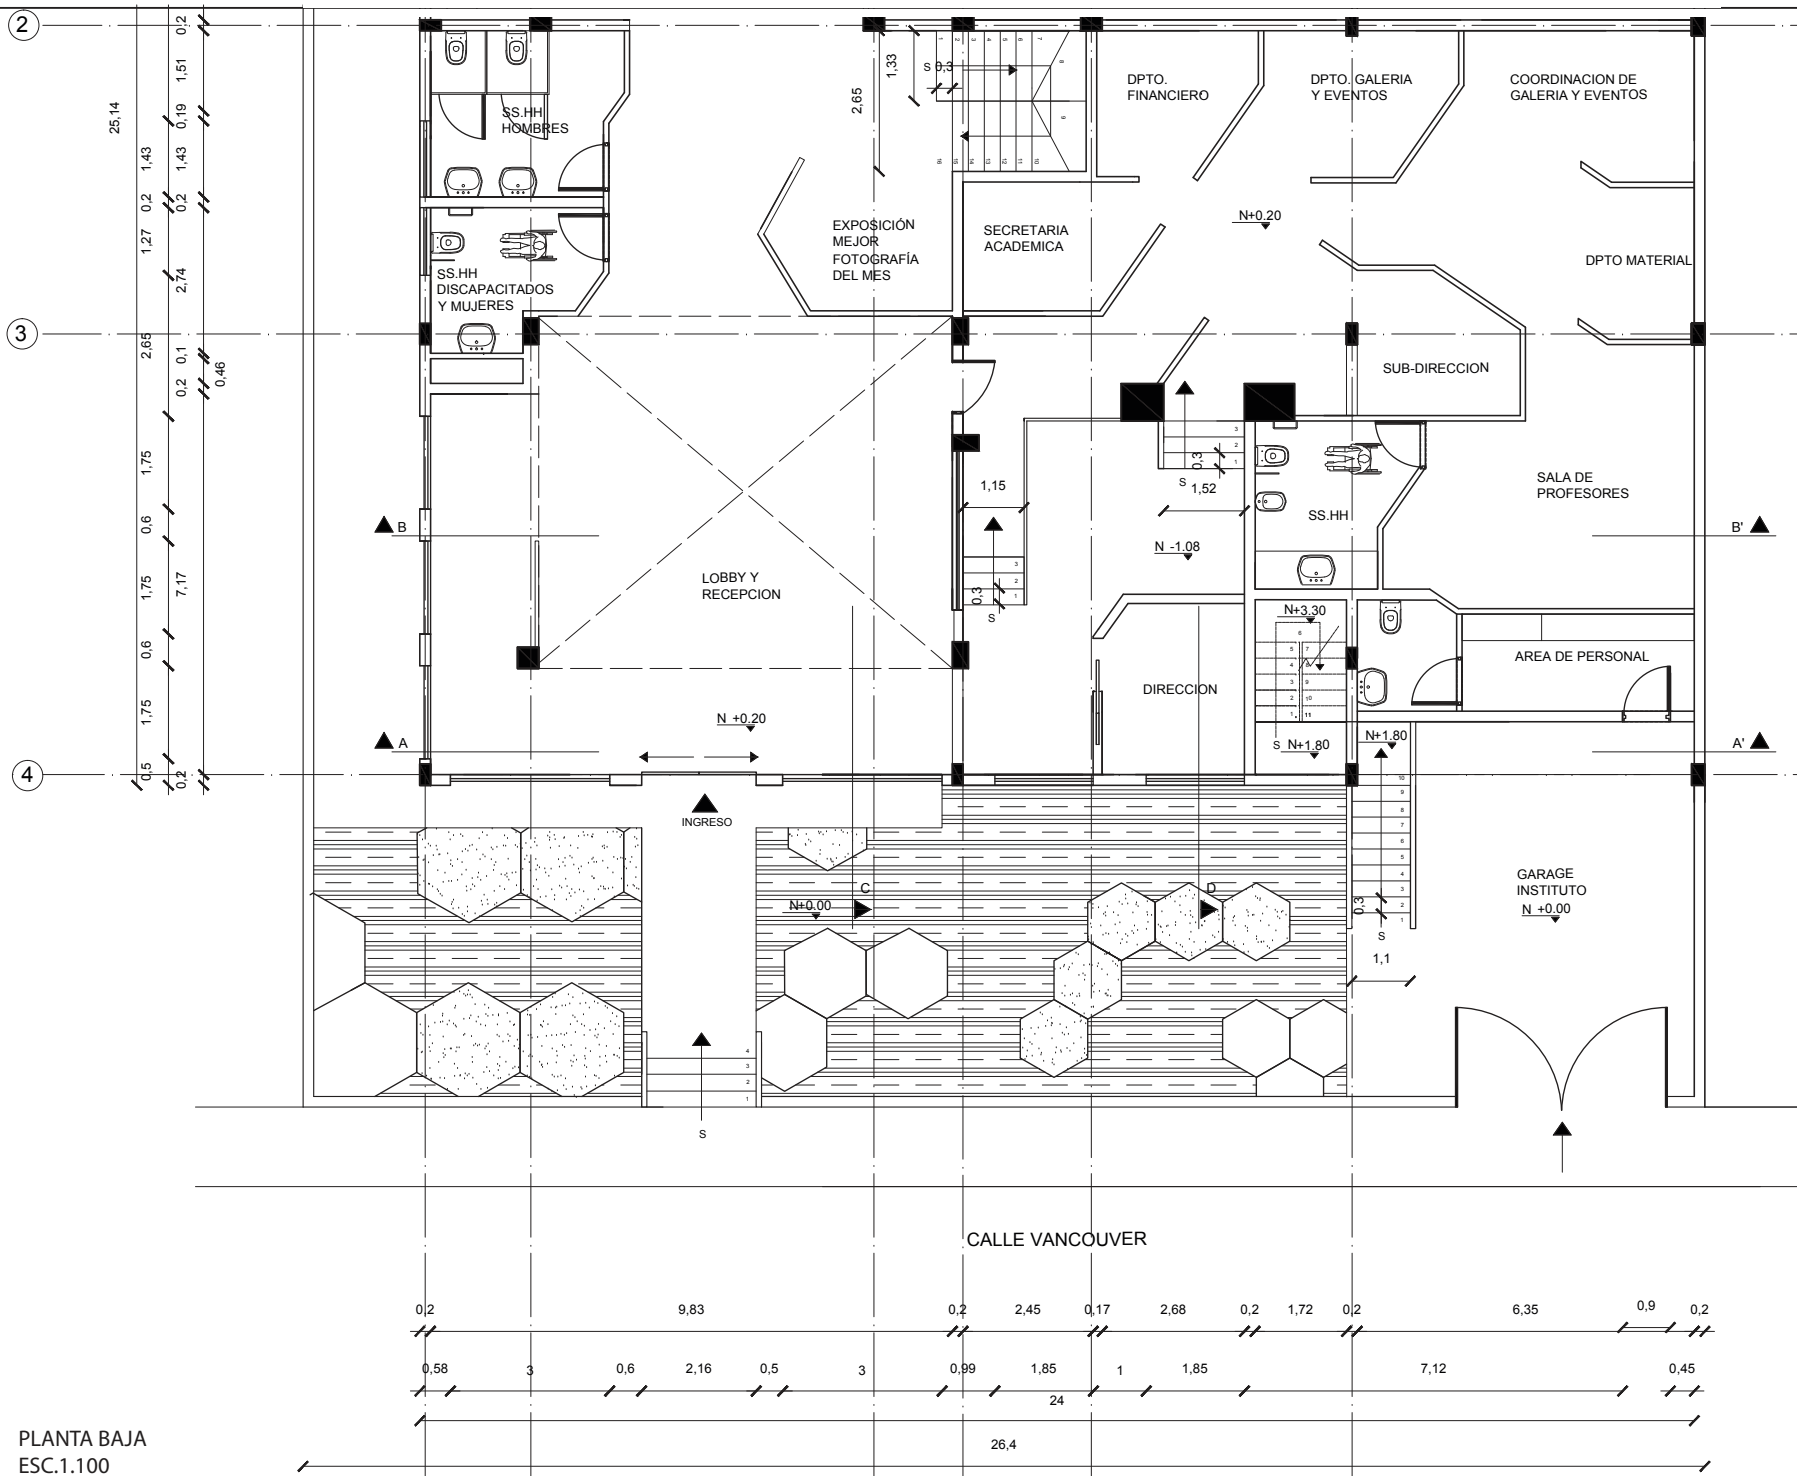 2
3
4
25,14
0,2
1,51
0,19
1,43
1,43
0,2
0,2
1,27
2,74
2,65
0,1
0,46
0,2
1,75
0,6
1,75
7,17
0,6
1,75
0,5
0,2
SS.HH
HOMBRES
SS.HH
DISCAPACITADOS
Y MUJERES
2,65
1,33
S 0,3
EXPOSICIÓN
MEJOR
FOTOGRAFÍA
DEL MES
SECRETARIA
ACADEMICA
DPTO.
FINANCIERO
DPTO. GALERIA
Y EVENTOS
COORDINACION DE
GALERIA Y EVENTOS
N+0.20
DPTO MATERIAL
SUB-DIRECCION
SALA DE
PROFESORES
SS.HH
1,15
0,3
S
0,3
S
1,52
N -1.08
B
B'
LOBBY Y
RECEPCION
N+3.30
AREA DE PERSONAL
DIRECCION
N +0.20
A
A'
S N+1.80
N+1.80
INGRESO
C
D
N+0.00
GARAGE
INSTITUTO
N +0.00
0,3
S
1,1
4
3
2
1
S
CALLE VANCOUVER
0,2
9,83
0,2
2,45
0,17
2,68
0,2
1,72
0,2
6,35
0,9
0,2
0,58
3
0,6
2,16
0,5
3
0,99
1,85
1
1,85
7,12
0,45
24
26,4
PLANTA BAJA
ESC.1.100